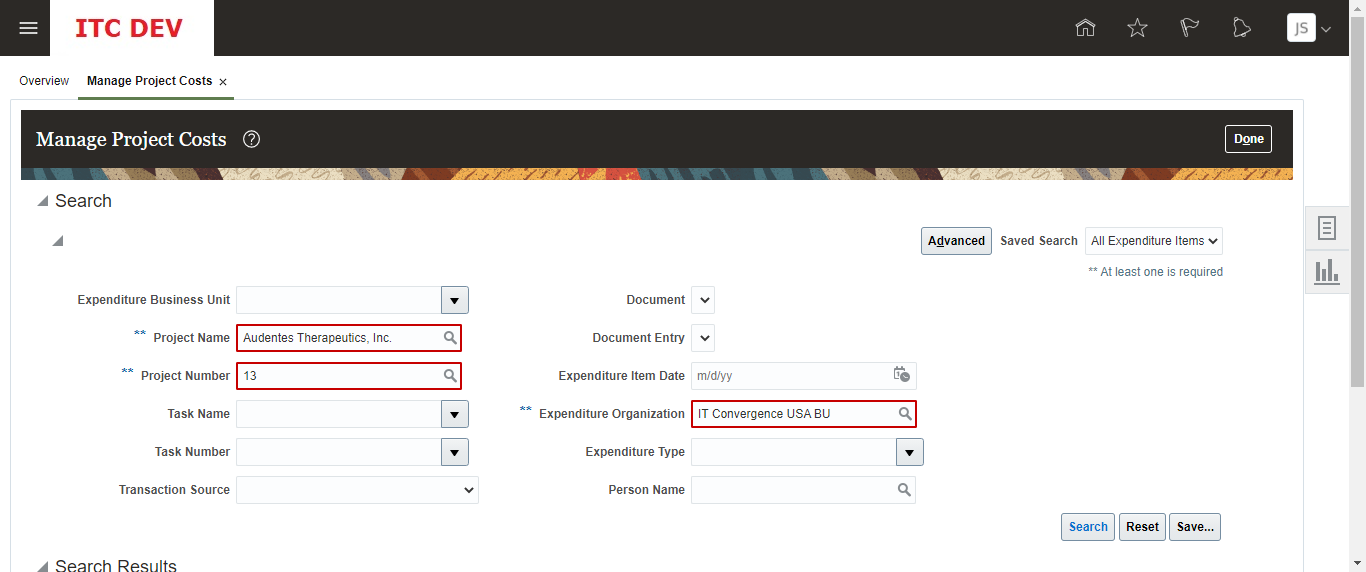 ITC DEV
JS
Overview
Manage Project Costs ×
Manage Project Costs ?
Done
Search
Advanced Saved Search All Expenditure Items
** At least one is required
Expenditure Business Unit
Document
** Project Name Audentes Therapeutics, Inc.
Document Entry
** Project Number 13
Expenditure Item Date m/d/yy
Task Name
** Expenditure Organization IT Convergence USA BU
Task Number
Expenditure Type
Transaction Source
Person Name
Search Reset Save...
Search Results